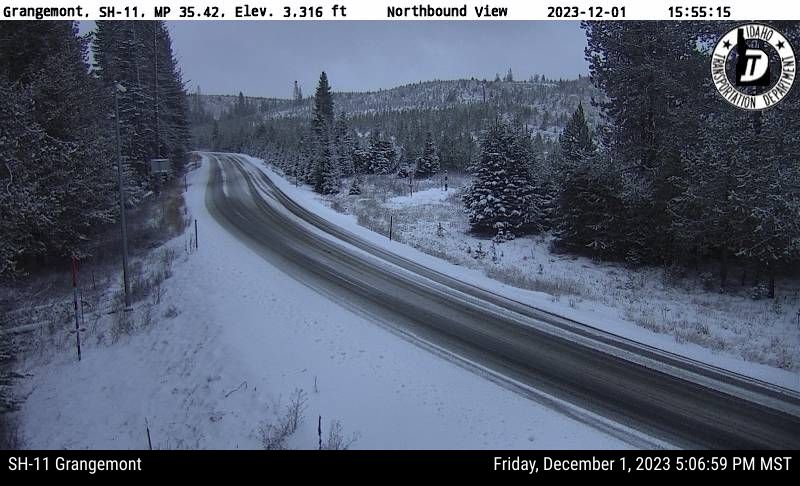 Grangemont, SH-11, MP 35.42, Elev. 3,316 ft Northbound View 2023-12-01 15:55:15
IDAHO
TRANSPORTATION DEPARTMENT
SH-11 Grangemont Friday, December 1, 2023 5:06:59 PM MST